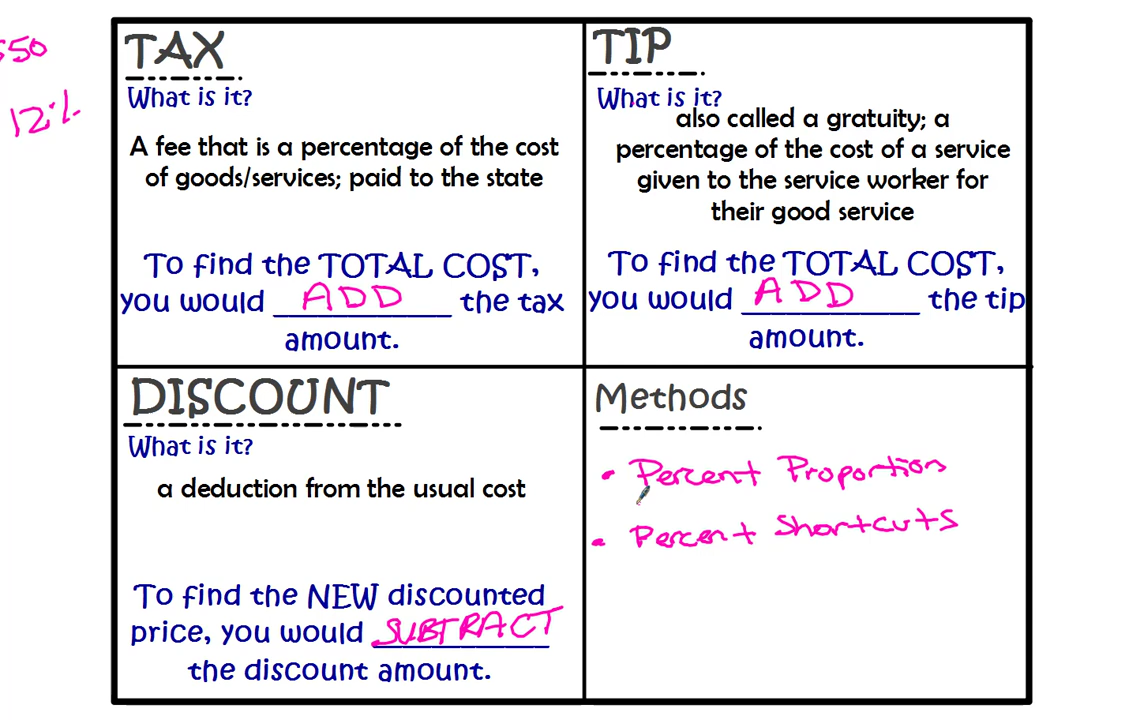 550
12%
TAX
What is it?
A fee that is a percentage of the cost
of goods/services; paid to the state
To find the TOTAL COST,
you would ADD the tax
amount.
TIP
What is it?
also called a gratuity; a
percentage of the cost of a service
given to the service worker for
their good service
To find the TOTAL COST,
you would ADD the tip
amount.
DISCOUNT
What is it?
a deduction from the usual cost
To find the NEW discounted
price, you would SUBTRACT
the discount amount.
Methods
• Percent Proportion
• Percent Shortcuts